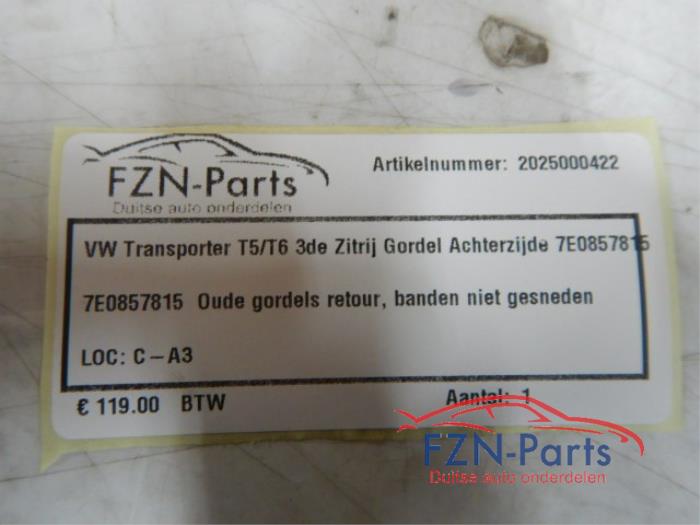 FZN-Parts
Duitse auto onderdelen
Artikelnummer: 2025000422
VW Transporter T5/T6 3de Zitrij Gordel Achterzijde 7E0857815
7E0857815 Oude gordels retour, banden niet gesneden
LOC: C-A3
€ 119.00 BTW
Aantal: 1
FZN-Parts
Duitse auto onderdelen